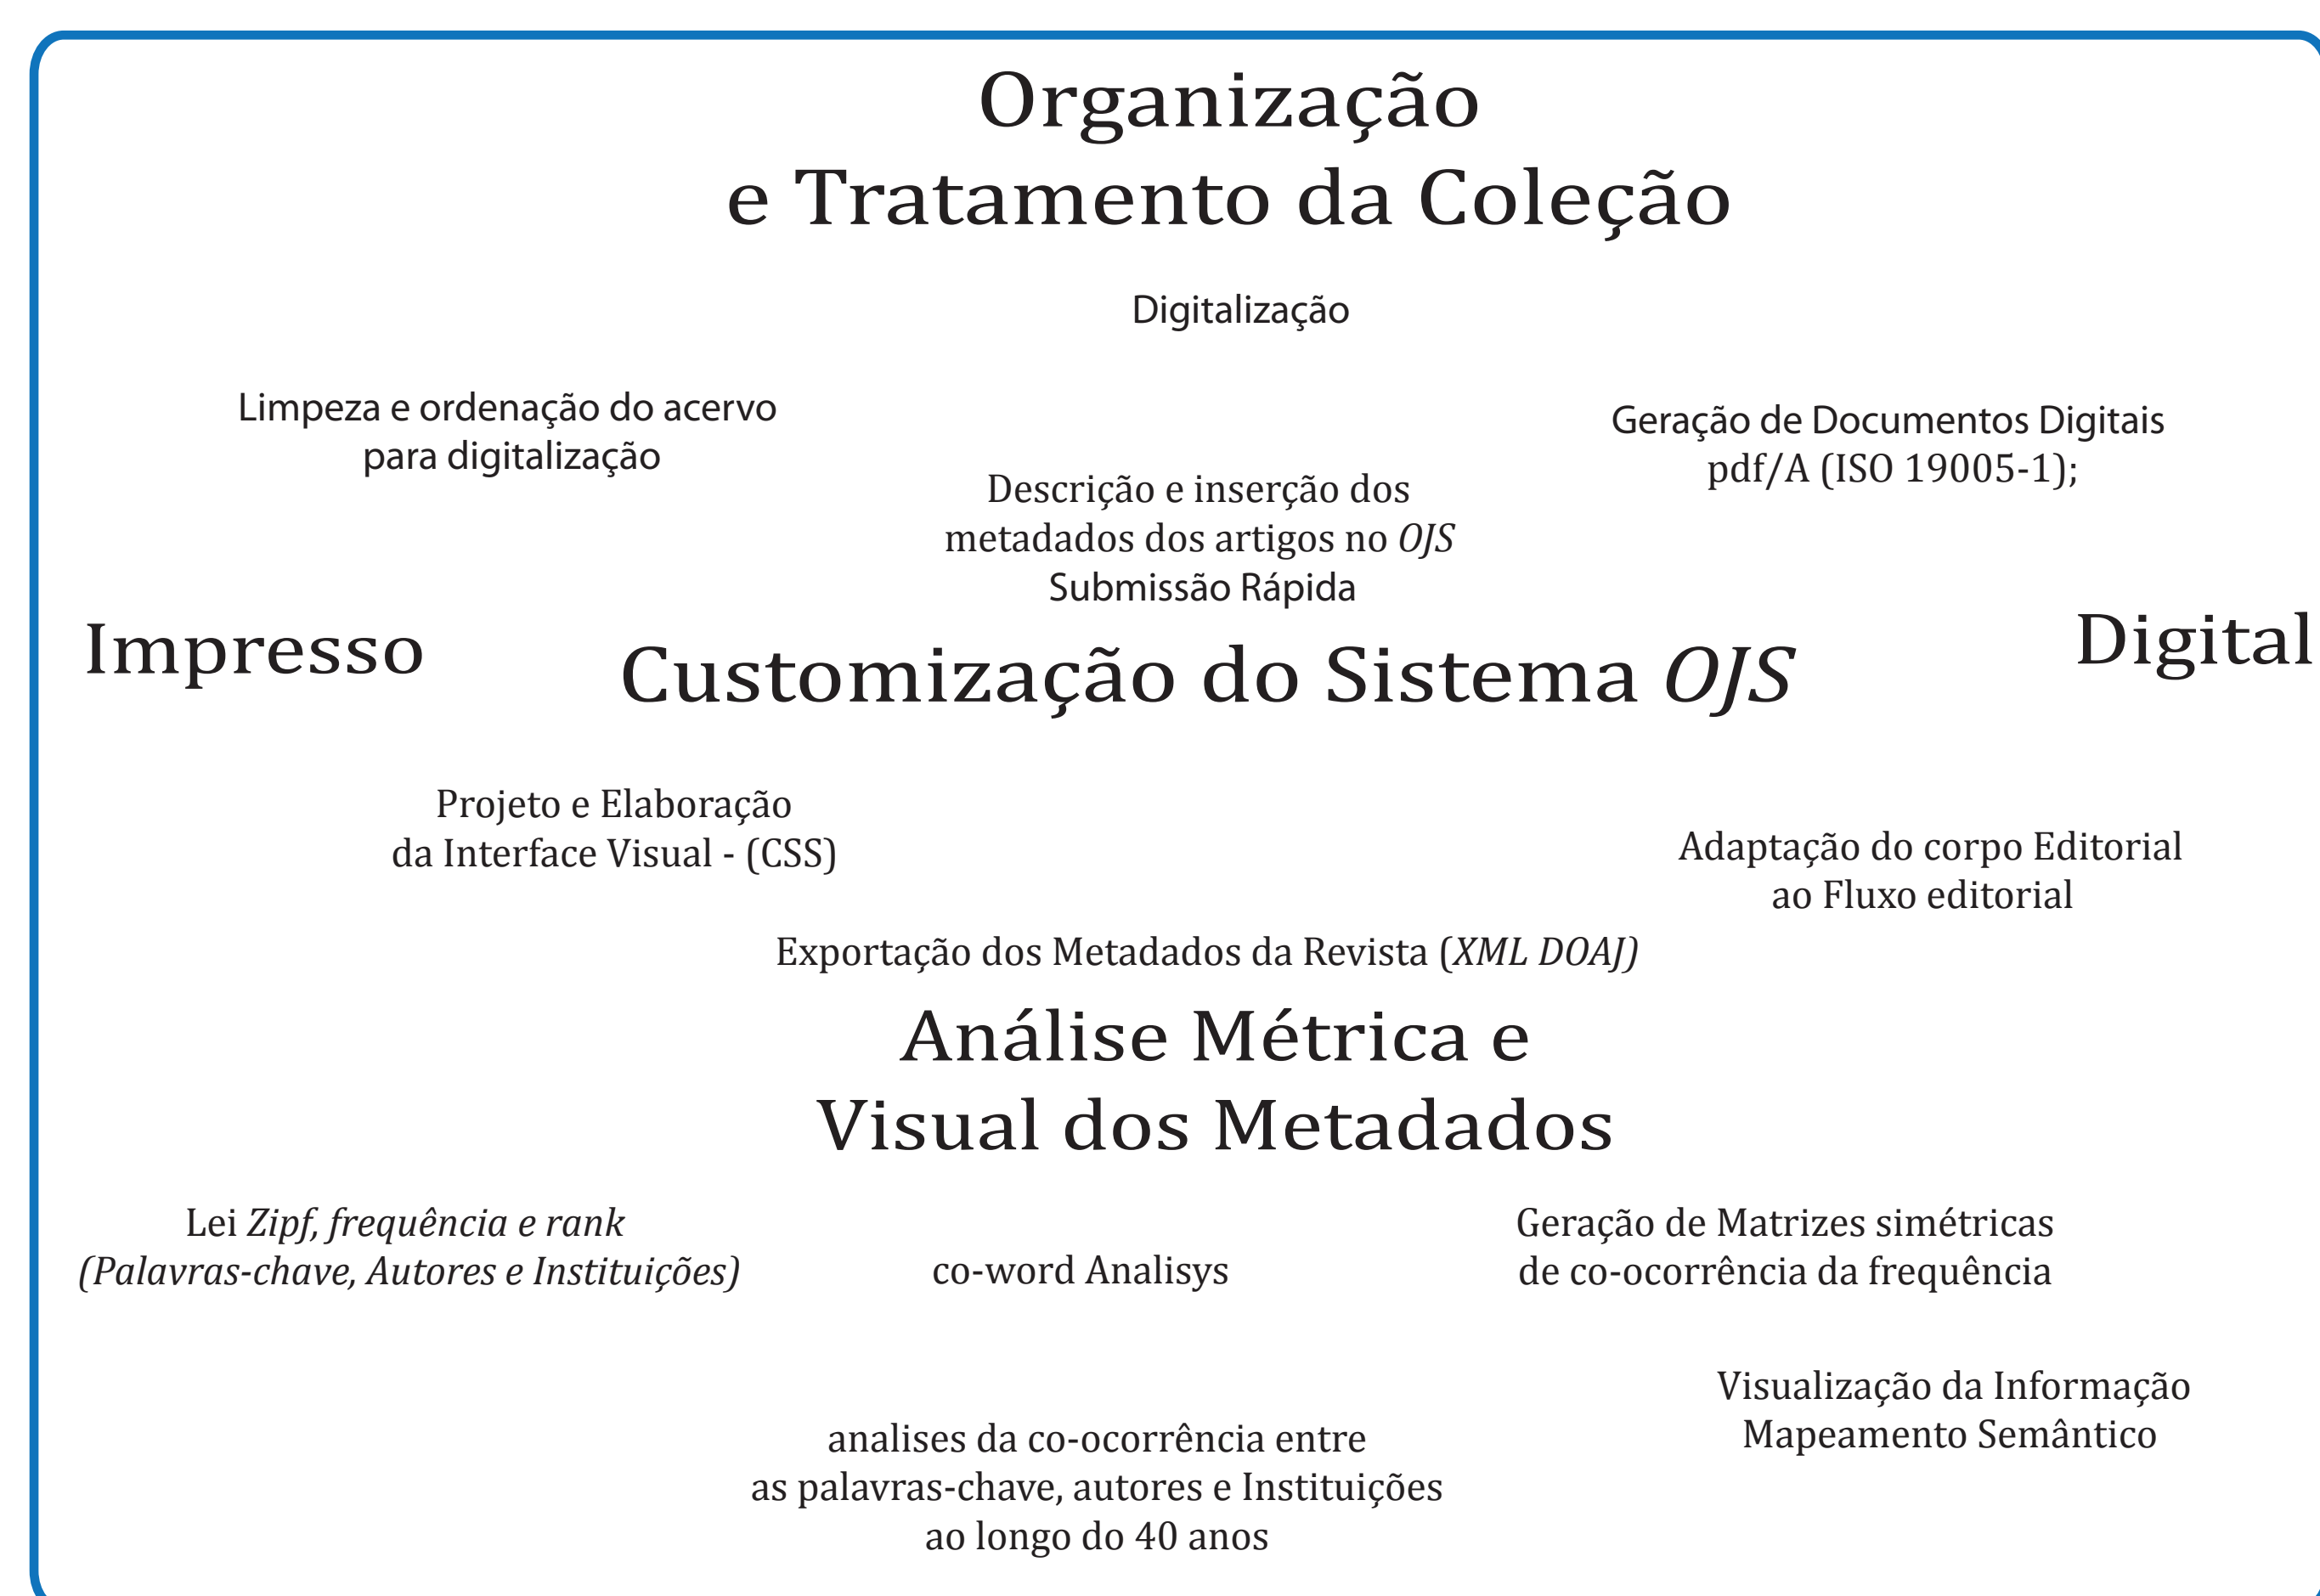 Organização
e Tratamento da Coleção
Digitalização
Limpeza e ordenação do acervo
para digitalização
Geração de Documentos Digitais
pdf/A (ISO 19005-1);
Descrição e inserção dos
metadados dos artigos no OJS
Submissão Rápida
Impresso
Customização do Sistema OJS
Digital
Projeto e Elaboração
da Interface Visual - (CSS)
Adaptação do corpo Editorial
ao Fluxo editorial
Exportação dos Metadados da Revista (XML DOAJ)
Análise Métrica e
Visual dos Metadados
Lei Zipf, frequência e rank
(Palavras-chave, Autores e Instituições)
co-word Analisys
Geração de Matrizes simétricas
de co-ocorrência da frequência
Visualização da Informação
Mapeamento Semântico
analises da co-ocorrência entre
as palavras-chave, autores e Instituições
ao longo do 40 anos